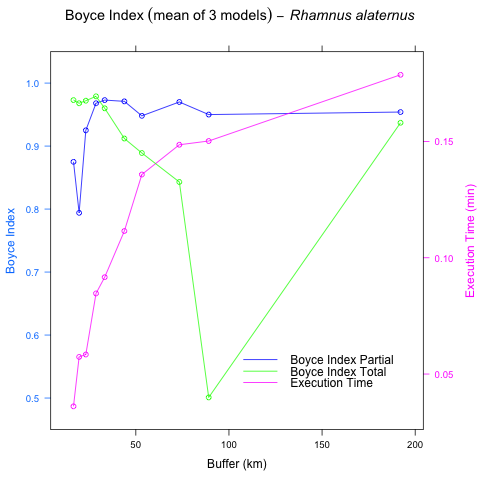 Boyce Index (mean of 3 models) – Rhamnus alaternus
1.0
0.9
0.8
0.7
0.6
0.5
Boyce Index
0.15
0.10
0.05
Execution Time (min)
Boyce Index Partial
Boyce Index Total
Execution Time
50
100
150
200
Buffer (km)